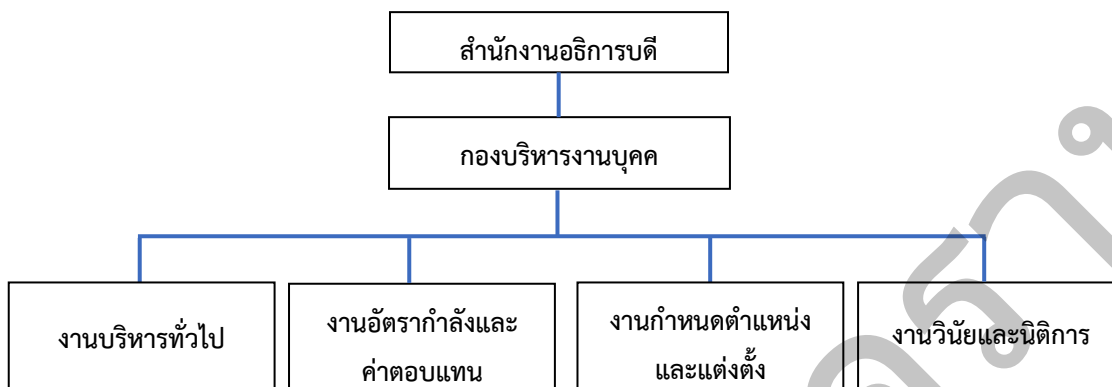 สำนักงานอธิการบดี
กองบริหารงานบุคค
งานบริหารทั่วไป
งานอัตรากำลังและ
ค่าตอบแทน
งานกำหนดตำแหน่ง
และแต่งตั้ง
งานวินัยและนิติการ